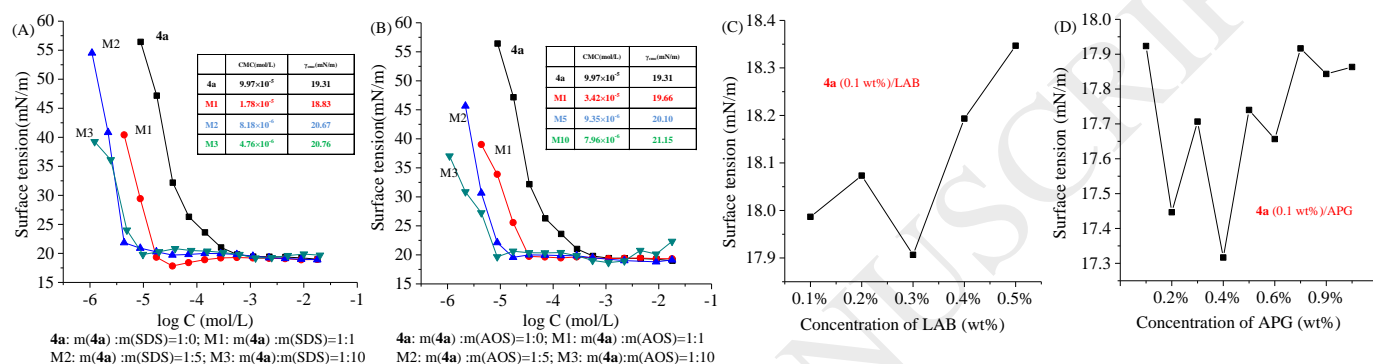 (A)
60
55
50
45
40
35
30
25
20
15
Surface tension(mN/m)
M2
4a
M3
M1
CMC(mol/L) γcmc(mN/m)
4a 9.97×10⁻⁵ 19.31
M1 1.78×10⁻⁵ 18.83
M2 8.18×10⁻⁶ 20.67
M3 4.76×10⁻⁶ 20.76
-6 -5 -4 -3 -2 -1
log C (mol/L)
4a: m(4a) :m(SDS)=1:0; M1: m(4a) :m(SDS)=1:1
M2: m(4a) :m(SDS)=1:5; M3: m(4a):m(SDS)=1:10
(B)
60
55
50
45
40
35
30
25
20
15
Surface tension(mN/m)
4a
M2
M1
M3
CMC(mol/L) γcmc(mN/m)
4a 9.97×10⁻⁵ 19.31
M1 3.42×10⁻⁵ 19.66
M5 9.35×10⁻⁶ 20.10
M10 7.96×10⁻⁶ 21.15
-6 -5 -4 -3 -2 -1
log C (mol/L)
4a: m(4a) :m(AOS)=1:0; M1: m(4a) :m(AOS)=1:1
M2: m(4a) :m(AOS)=1:5; M3: m(4a):m(AOS)=1:10
(C)
18.4
18.3
18.2
18.1
18.0
17.9
Surface tension(mN/m)
4a (0.1 wt%)/LAB
0.1% 0.2% 0.3% 0.4% 0.5%
Concentration of LAB (wt%)
(D)
18.0
17.9
17.8
17.7
17.6
17.5
17.4
17.3
Surface tension(mN/m)
4a (0.1 wt%)/APG
0.2% 0.4% 0.6% 0.9%
Concentration of APG (wt%)
NUSCRIP